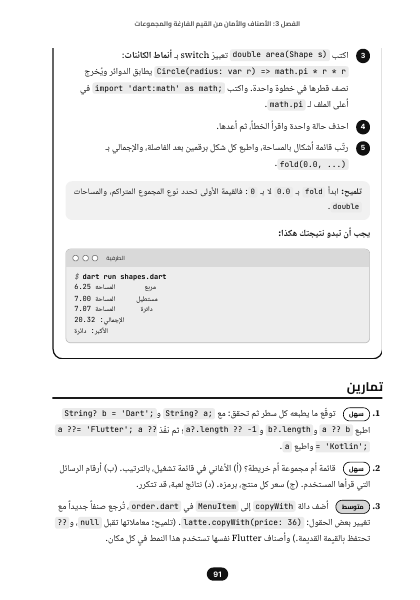 الفصل 3: الأصناف والأمان من القيم الفارغة والمجموعات
3 اكتب double area(Shape s) تعبيرَ switch بـ أنماط الكائنات:
Circle(radius: var r) => math.pi * r * r يطابق الدوائر ويُخرج
نصف قطرها في خطوة واحدة. واكتب import 'dart:math' as math; في
أعلى الملف لـ math.pi.
4 احذف حالة واحدة واقرأ الخطأ, ثم أعدها.
5 رتّب قائمة أشكال بالمساحة، واطبع كل شكل برقمين بعد الفاصلة، والإجمالي بـ
fold(0.0, ...).
تلميح: ابدأ fold بـ 0.0 لا بـ 0: فالقيمة الأولى تحدد نوع المجموع المتراكم، والمساحات
double.
يجب أن تبدو نتيجتك هكذا:
الطرفية
$ dart run shapes.dart
مربع المساحة 6.25
مستطيل المساحة 7.00
دائرة المساحة 7.07
الإجمالي: 20.32
الأكبر: دائرة
تمارين
1. سهل توقّع ما يطبعه كل سطر ثم تحقق: مع String? a; و String? b = 'Dart';
اطبع a ?? b و b?.length و a?.length ?? -1؛ ثم نفّذ a ??= 'Flutter'; a ??
= 'Kotlin'; واطبع a.
2. سهل قائمة أم مجموعة أم خريطة؟ (أ) الأغاني في قائمة تشغيل، بالترتيب. (ب) أرقام الرسائل
التي قرأها المستخدم. (ج) سعر كل منتج، برمزه. (د) نتائج لعبة، قد تتكرر.
3. متوسط أضف دالة copyWith إلى MenuItem في order.dart، تُرجع صنفاً جديداً مع
تغيير بعض الحقول: latte.copyWith(price: 36). (تلميح: معاملاتها تقبل null، و ??
تحتفظ بالقيمة القديمة.) وأصناف Flutter نفسها تستخدم هذا النمط في كل مكان.
91